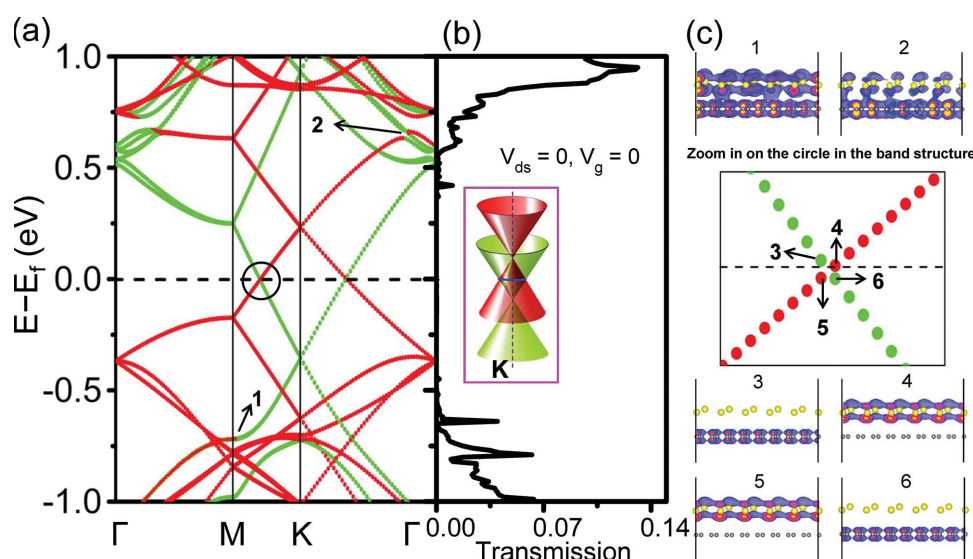 (a)
(b)
(c)
1.0
0.5
0.0
-0.5
-1.0
E−E_f (eV)
Γ
M
K
Γ
2
1
V_ds = 0, V_g = 0
K
0.00
0.07
0.14
Transmission
1
2
Zoom in on the circle in the band structure
3
4
5
6
3
4
5
6